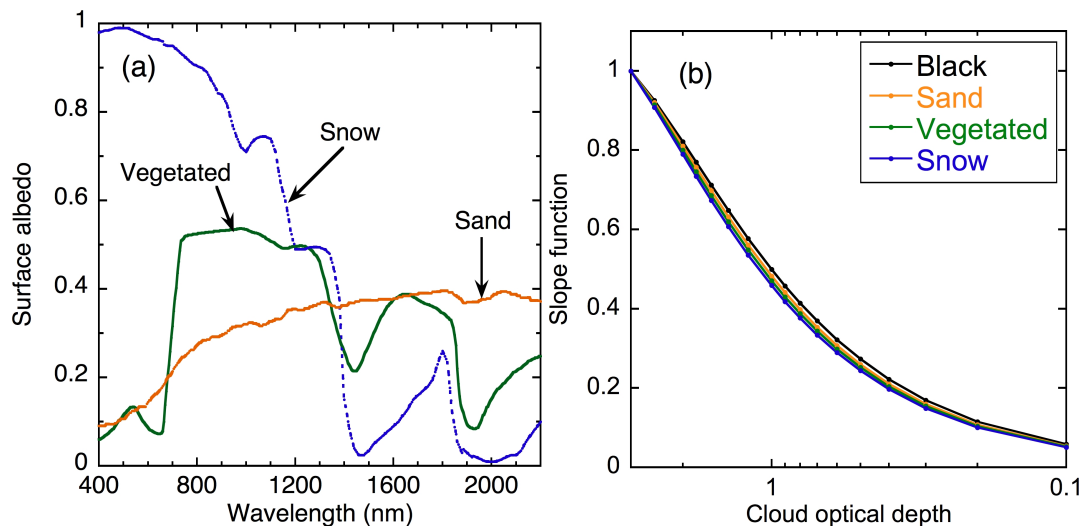 (a)
Snow
Vegetated
Sand
Surface albedo
1
0.8
0.6
0.4
0.2
0
400
800
1200
1600
2000
Wavelength (nm)
(b)
Black
Sand
Vegetated
Snow
Slope function
1
0.8
0.6
0.4
0.2
0
1
0.1
Cloud optical depth